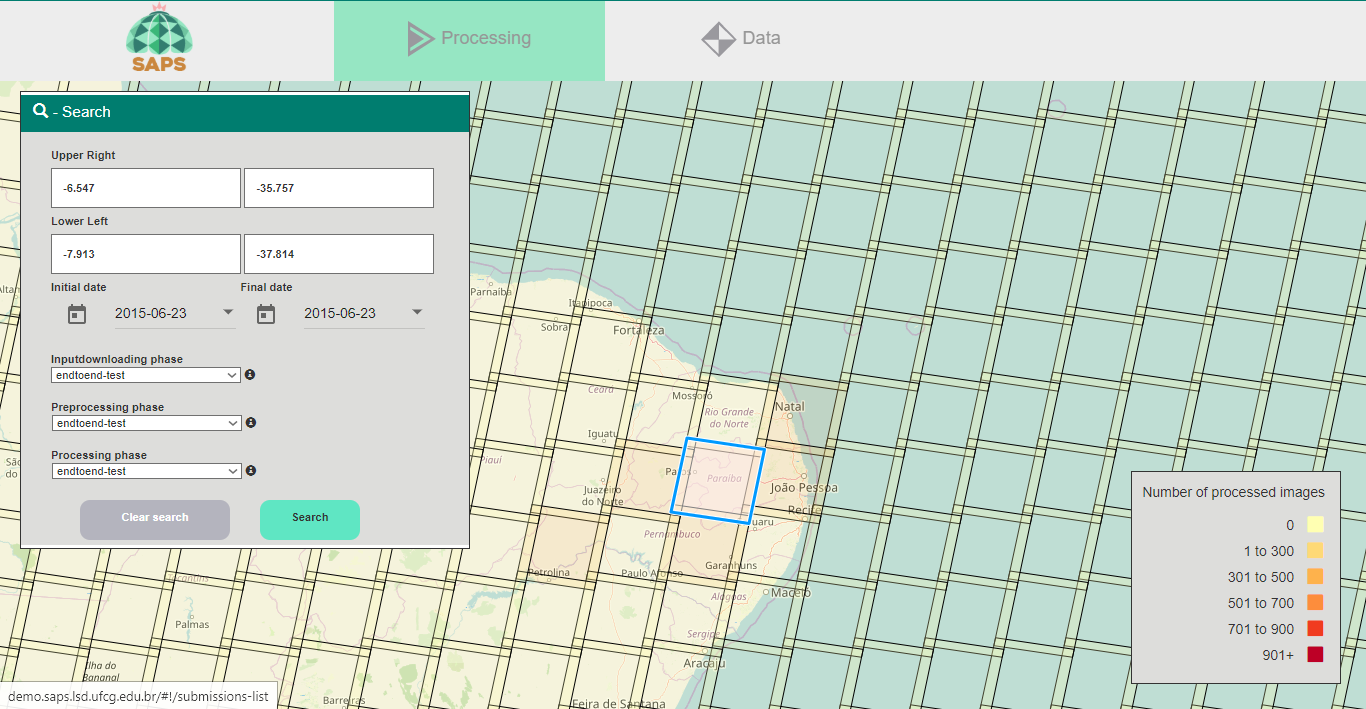 SAPS
Processing
Data
- Search
Upper Right
-6.547
-35.757
Lower Left
-7.913
-37.814
Initial date
Final date
2015-06-23
2015-06-23
Inputdownloading phase
endtoend-test
Preprocessing phase
endtoend-test
Processing phase
endtoend-test
Clear search
Search
Parnaíba
Itapipoca
Sobral
Fortaleza
Ceará
Mossoró
Natal
Rio Grande
do Norte
Iguatu
Piauí
Paraíba
João Pessoa
Juazeiro
do Norte
Recife
uaru
Pernambuco
Petrolina
Paulo Afonso
Garanhuns
Alagoas
Maceió
Tocantins
Palmas
Sergipe
Aracaju
Ilha do
Bananal
Barreiras
Feira de Santana
Number of processed images
0
1 to 300
301 to 500
501 to 700
701 to 900
901+
demo.saps.lsd.ufcg.edu.br/#!/submissions-list